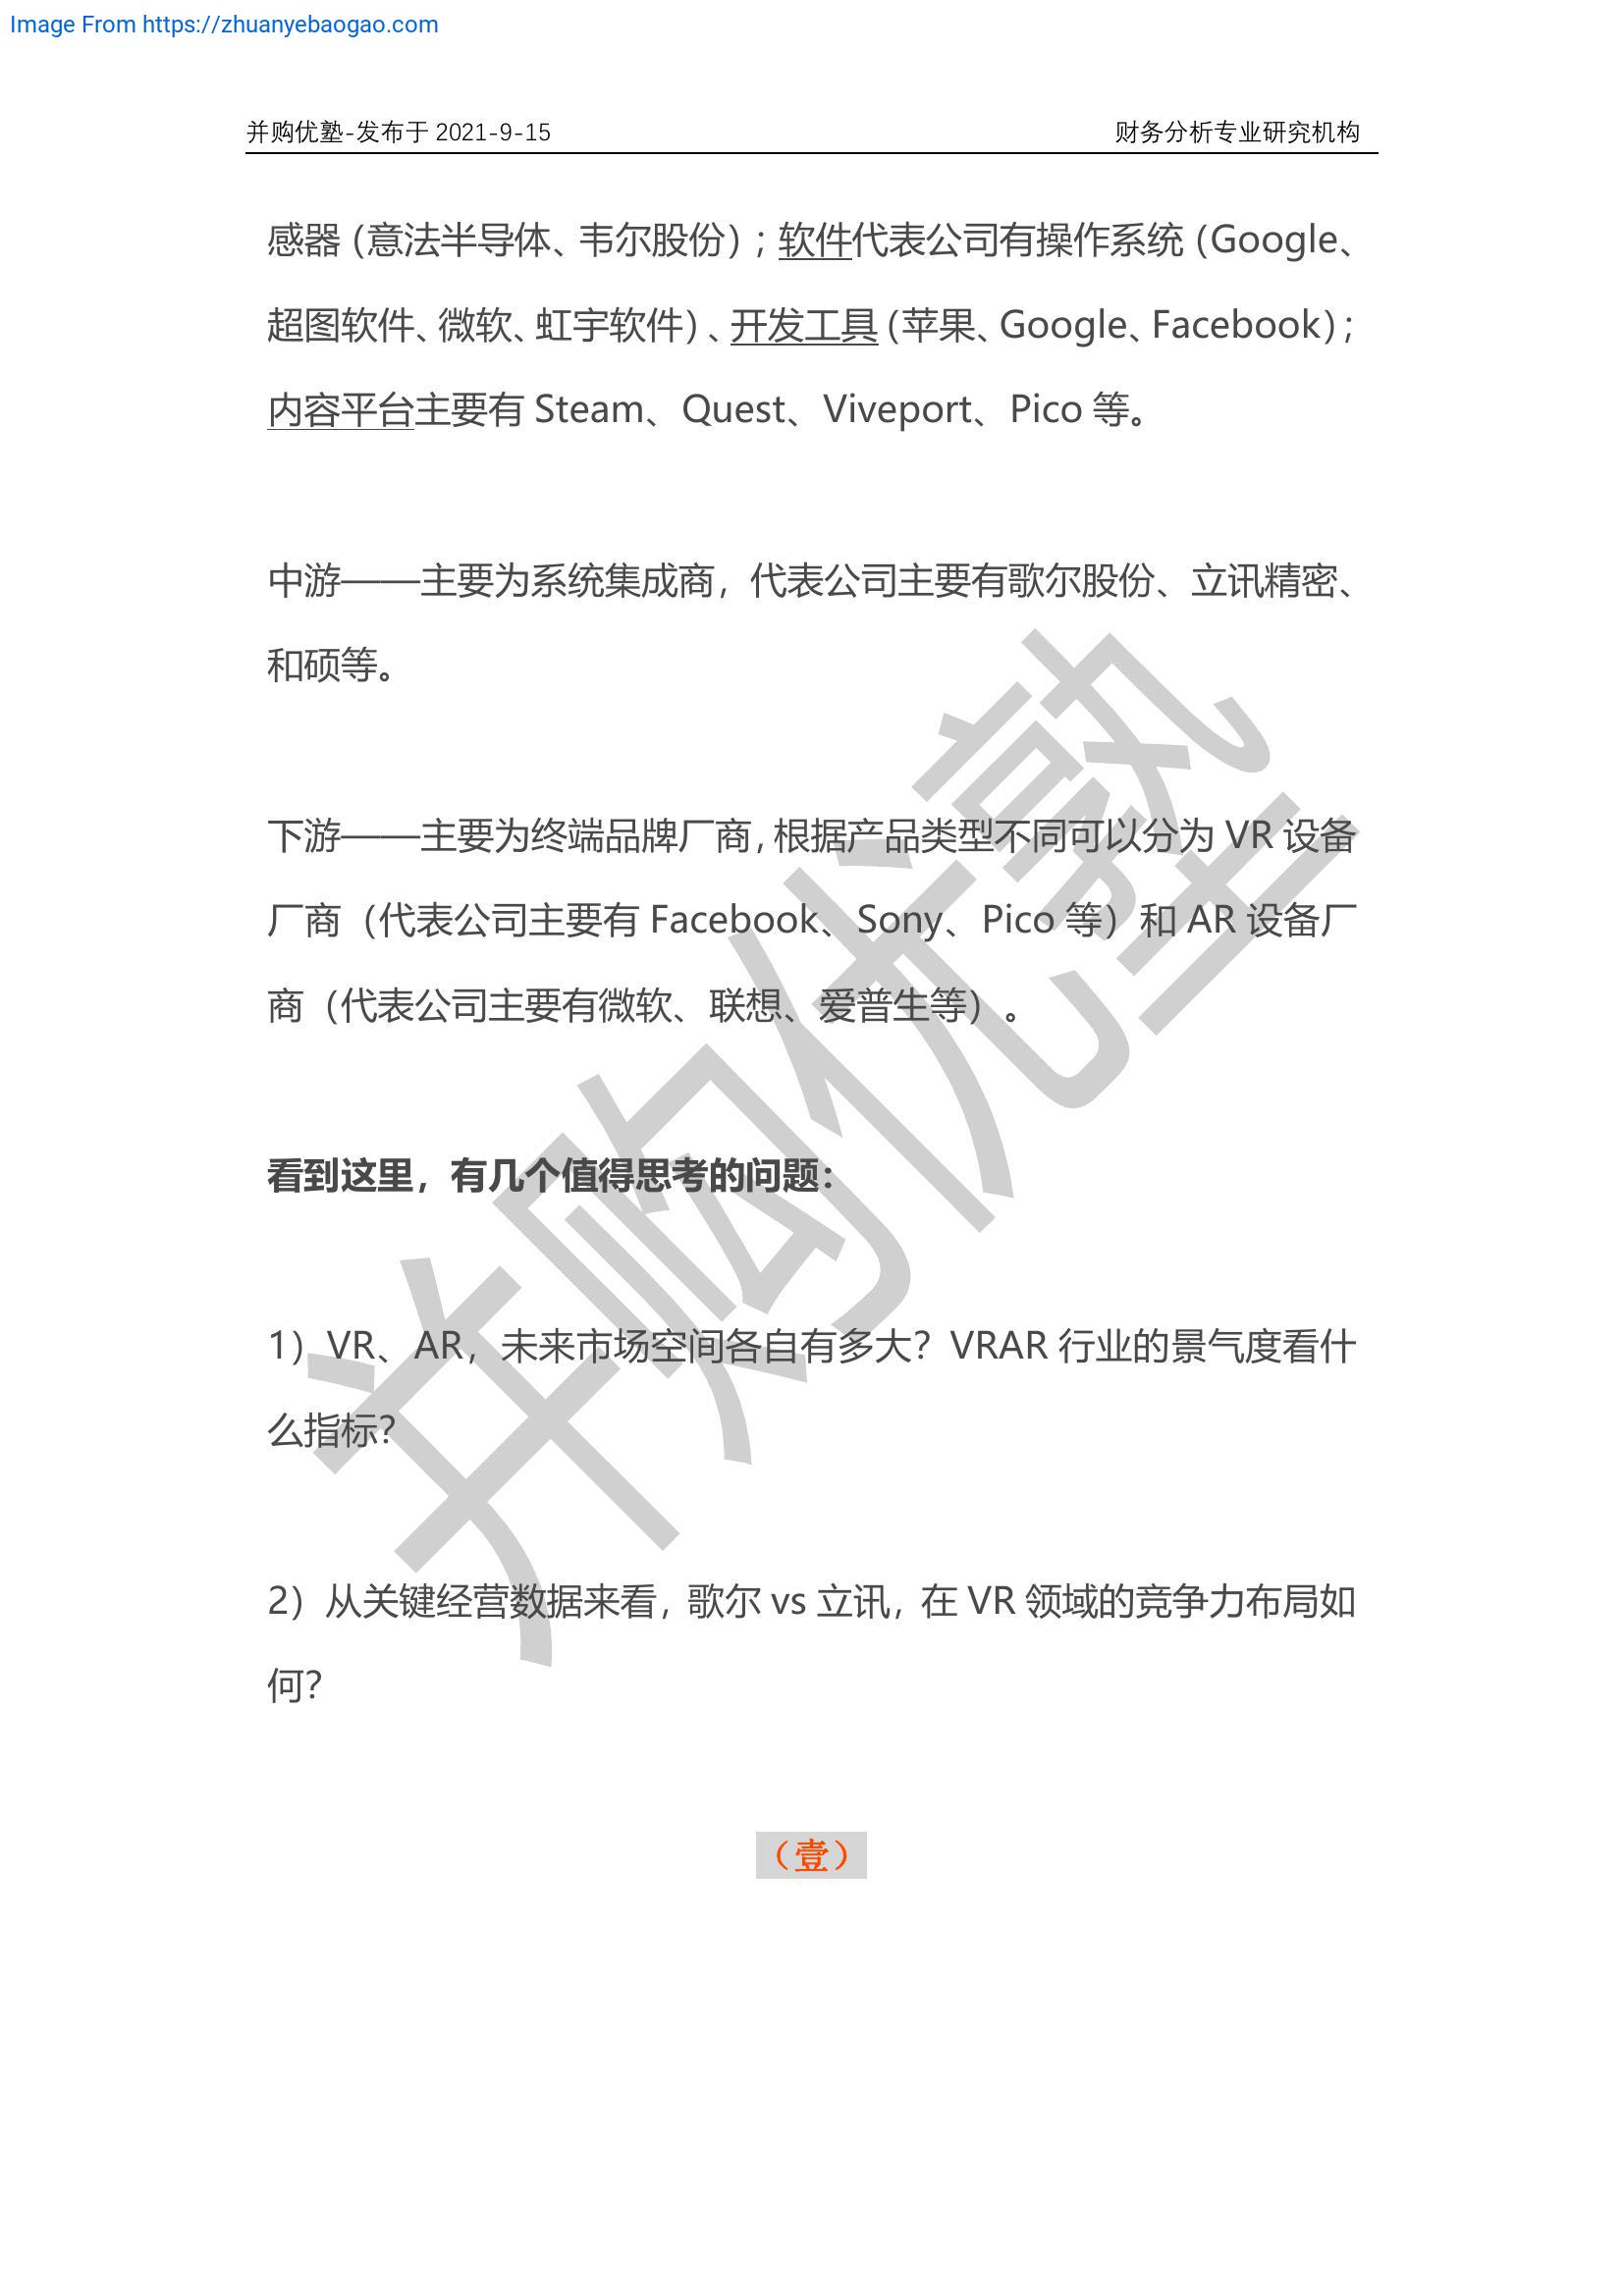 Image From https://zhuanyebaogao.com
并购优塾-发布于 2021-9-15 财务分析专业研究机构
感器（意法半导体、韦尔股份）；软件代表公司有操作系统（Google、
超图软件、微软、虹宇软件）、开发工具（苹果、Google、Facebook）；
内容平台主要有 Steam、Quest、Viveport、Pico 等。
中游——主要为系统集成商，代表公司主要有歌尔股份、立讯精密、
和硕等。
下游——主要为终端品牌厂商，根据产品类型不同可以分为 VR 设备
厂商（代表公司主要有 Facebook、Sony、Pico 等）和 AR 设备厂
商（代表公司主要有微软、联想、爱普生等）。
看到这里，有几个值得思考的问题：
1）VR、AR，未来市场空间各自有多大？VRAR 行业的景气度看什
么指标？
2）从关键经营数据来看，歌尔 vs 立讯，在 VR 领域的竞争力布局如
何？
（壹）
并购优塾